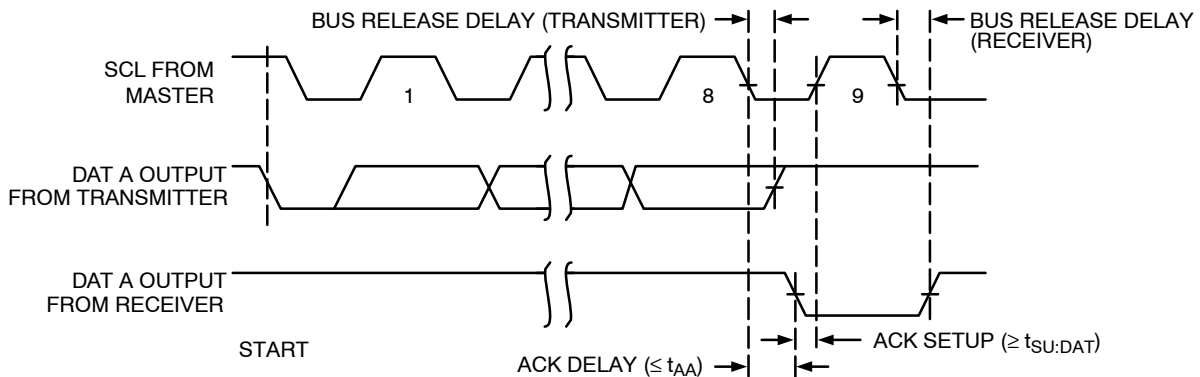 BUS RELEASE DELAY (TRANSMITTER)
BUS RELEASE DELAY
(RECEIVER)
SCL FROM
MASTER
1
8
9
DAT A OUTPUT
FROM TRANSMITTER
DAT A OUTPUT
FROM RECEIVER
START
ACK SETUP (≥ tSU:DAT)
ACK DELAY (≤ tAA)